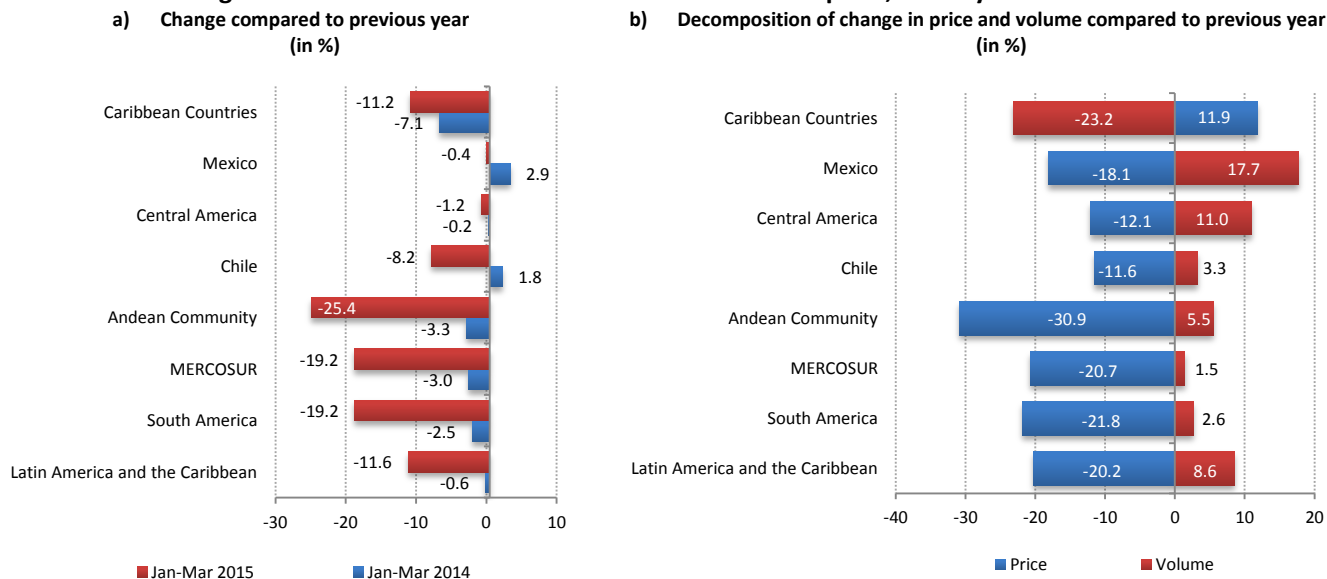 a) Change compared to previous year
(in %)
Caribbean Countries
-11.2
-7.1
Mexico
-0.4
2.9
Central America
-1.2
-0.2
Chile
-8.2
1.8
Andean Community
-25.4
-3.3
MERCOSUR
-19.2
-3.0
South America
-19.2
-2.5
Latin America and the Caribbean
-11.6
-0.6
-30 -20 -10 0 10
Jan-Mar 2015 Jan-Mar 2014
b) Decomposition of change in price and volume compared to previous year
(in %)
-40 -30 -20 -10 0 10 20
Caribbean Countries -23.2 11.9
Mexico -18.1 17.7
Central America -12.1 11.0
Chile -11.6 3.3
Andean Community -30.9 5.5
MERCOSUR -20.7 1.5
South America -21.8 2.6
Latin America and the Caribbean -20.2 8.6
Price Volume